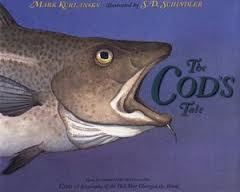 MARK KURLANSKY illustrated by S.D. SCHINDLER
The
COD'S
Tale